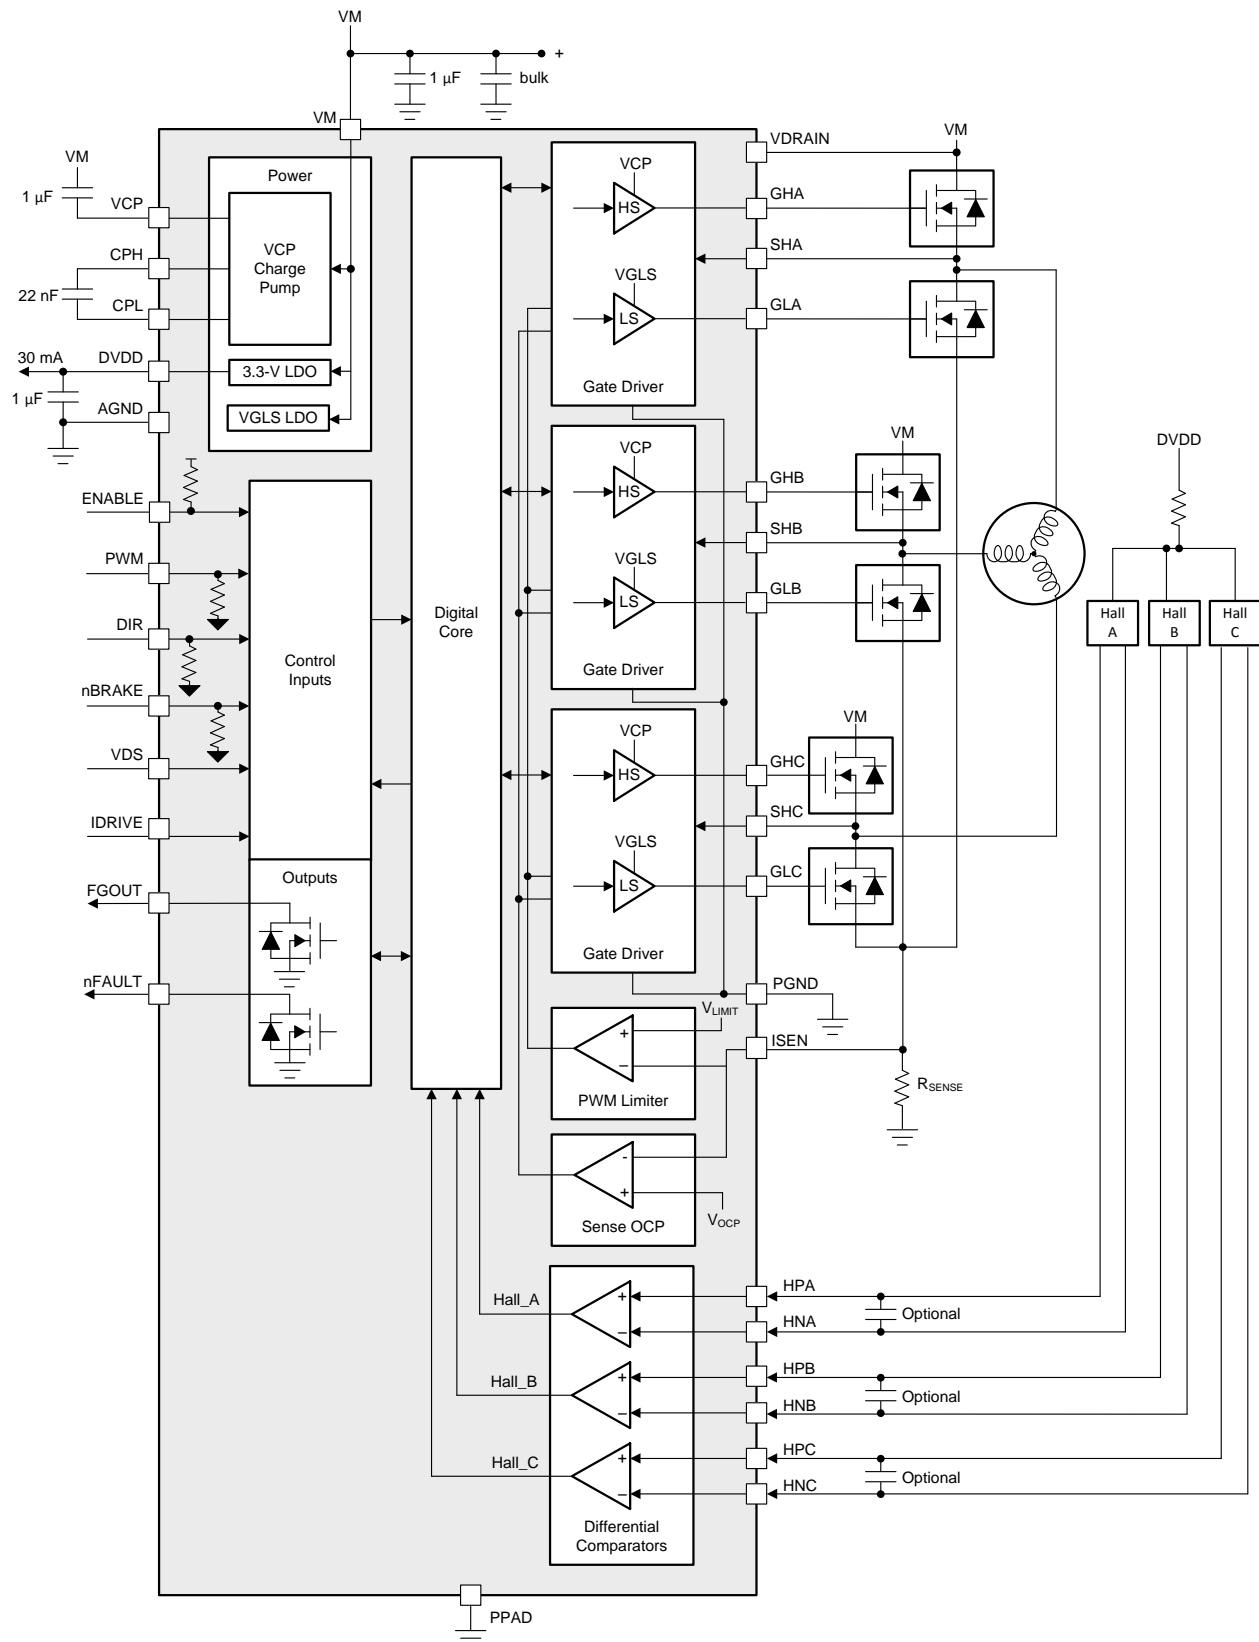 VM
+
1 µF
bulk
VM
VM
1 µF
VCP
CPH
22 nF
CPL
30 mA
DVDD
1 µF
AGND
Power
VCP
Charge
Pump
3.3-V LDO
VGLS LDO
ENABLE
PWM
DIR
nBRAKE
VDS
IDRIVE
FGOUT
nFAULT
Control
Inputs
Outputs
Digital
Core
VCP
HS
VGLS
LS
Gate Driver
VCP
HS
VGLS
LS
Gate Driver
VCP
HS
VGLS
LS
Gate Driver
VLIMIT
+
–
PWM Limiter
-
+
VOCP
Sense OCP
Hall_A
+
–
Hall_B
+
–
Hall_C
+
–
Differential
Comparators
VDRAIN
VM
GHA
SHA
GLA
VM
GHB
SHB
GLB
VM
GHC
SHC
GLC
PGND
ISEN
RSENSE
DVDD
Hall
A
Hall
B
Hall
C
HPA
Optional
HNA
HPB
Optional
HNB
HPC
Optional
HNC
PPAD